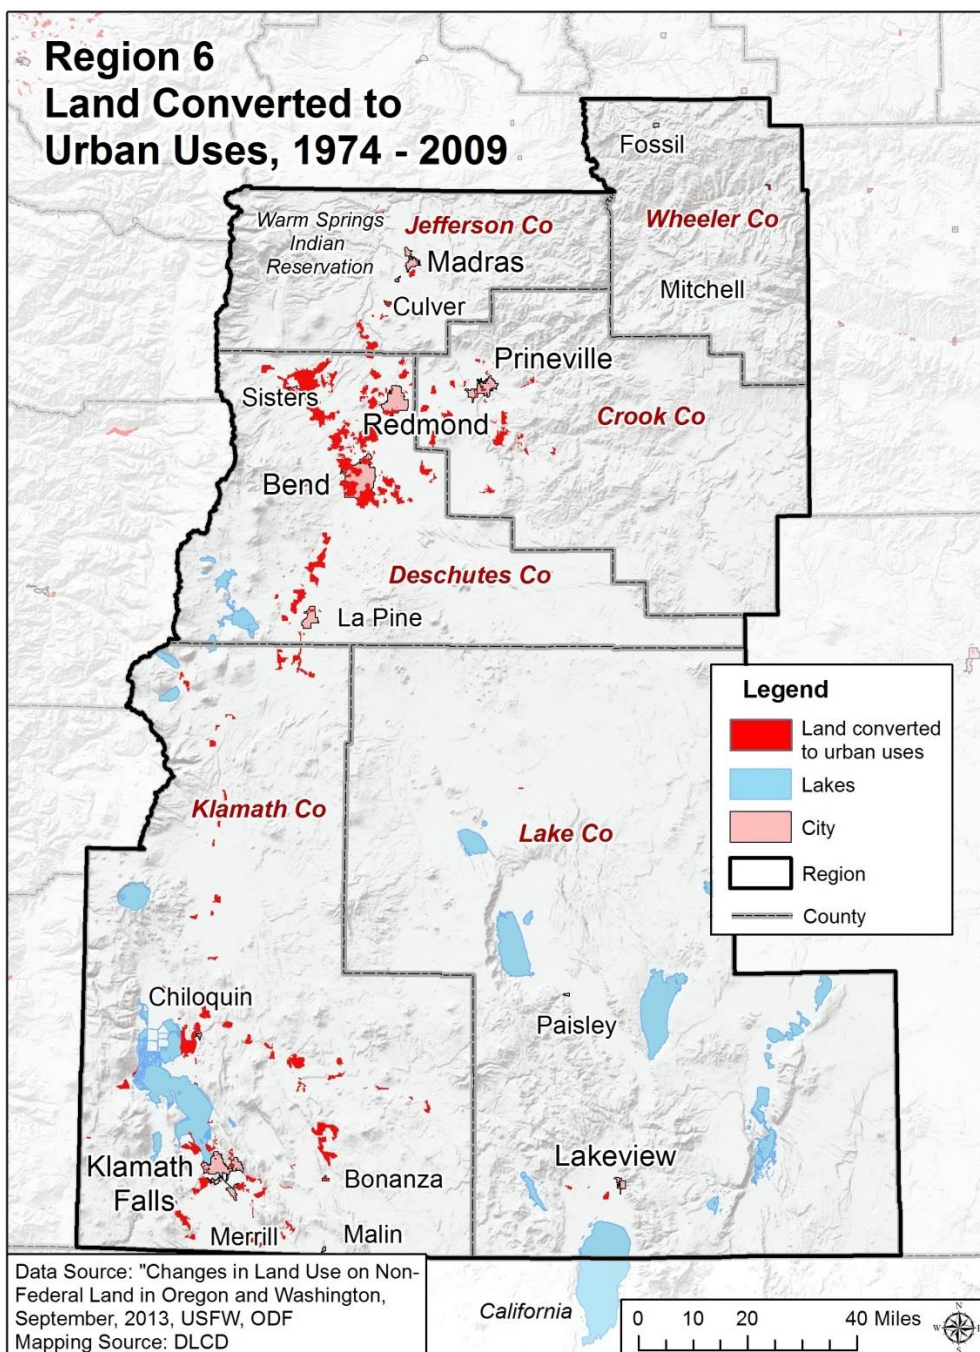 Region 6
Land Converted to
Urban Uses, 1974 - 2009
Fossil
Warm Springs
Indian
Reservation
Jefferson Co
Wheeler Co
Madras
Mitchell
Culver
Prineville
Sisters
Redmond
Crook Co
Bend
Deschutes Co
La Pine
Legend
Land converted
to urban uses
Lakes
City
Region
County
Klamath Co
Lake Co
Chiloquin
Paisley
Klamath
Falls
Lakeview
Bonanza
Merrill
Malin
Data Source: "Changes in Land Use on Non-
Federal Land in Oregon and Washington,
September, 2013, USFW, ODF
Mapping Source: DLCD
California
0 20 40 Miles
N
S